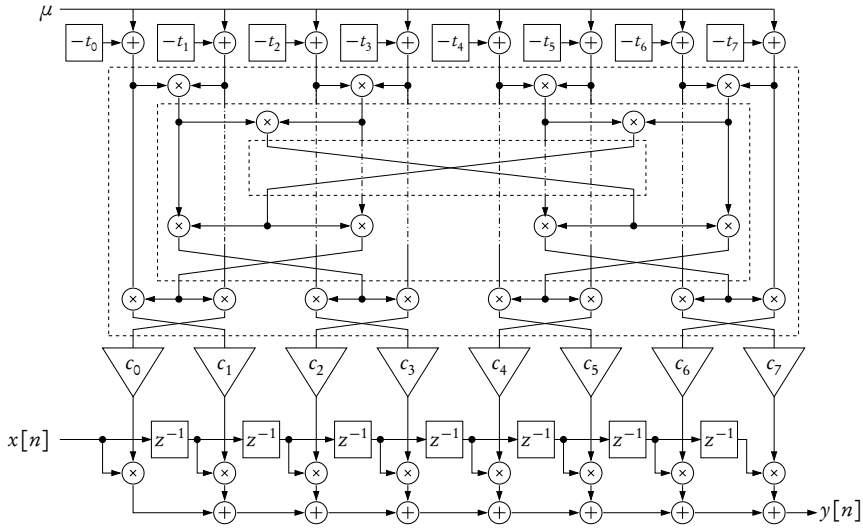 μ
−t₀ + −t₁ + −t₂ + −t₃ + −t₄ + −t₅ + −t₆ + −t₇ +
× × × ×
× ×
× × × ×
× × × × × × × ×
c₀ c₁ c₂ c₃ c₄ c₅ c₆ c₇
x[n] z⁻¹ z⁻¹ z⁻¹ z⁻¹ z⁻¹ z⁻¹ z⁻¹
× × × × × × × ×
+ + + + + + + y[n]